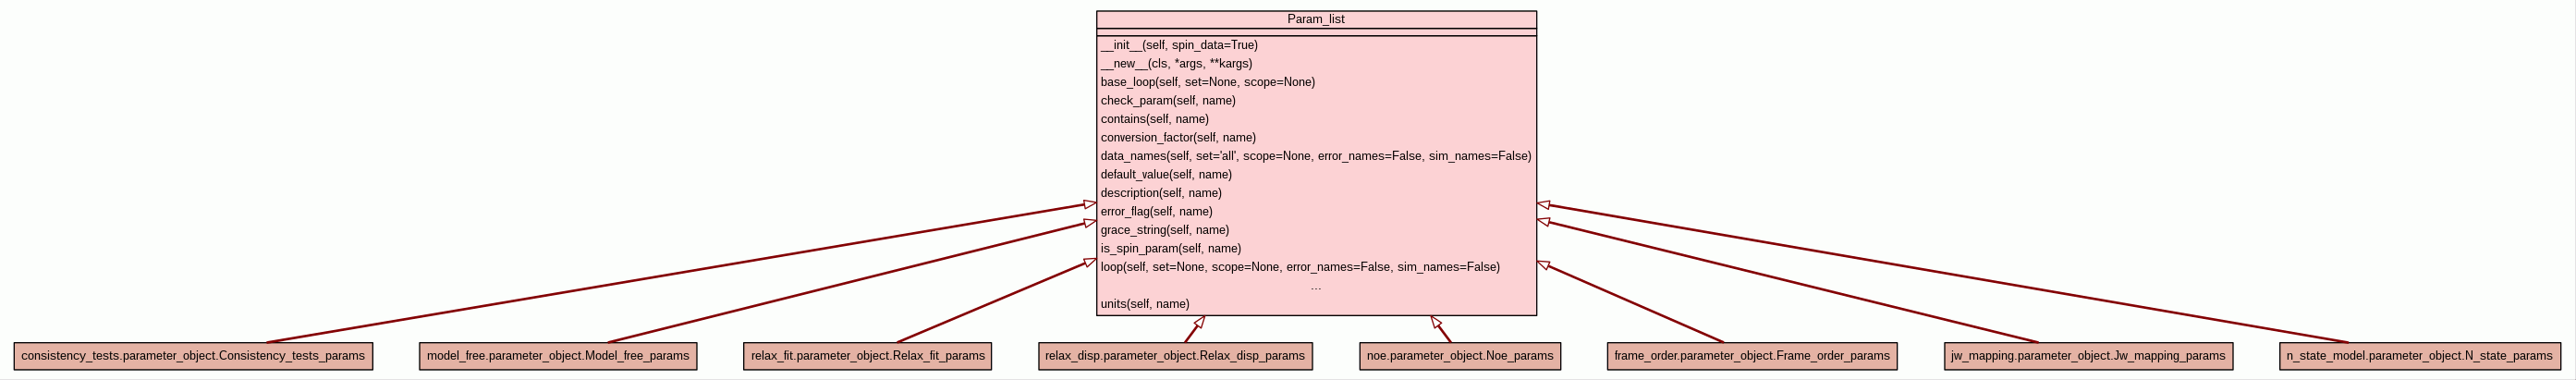 Param_list
__init__(self, spin_data=True)
__new__(cls, *args, **kargs)
base_loop(self, set=None, scope=None)
check_param(self, name)
contains(self, name)
conversion_factor(self, name)
data_names(self, set='all', scope=None, error_names=False, sim_names=False)
default_value(self, name)
description(self, name)
error_flag(self, name)
grace_string(self, name)
is_spin_param(self, name)
loop(self, set=None, scope=None, error_names=False, sim_names=False)
...
units(self, name)
consistency_tests.parameter_object.Consistency_tests_params
model_free.parameter_object.Model_free_params
relax_fit.parameter_object.Relax_fit_params
relax_disp.parameter_object.Relax_disp_params
noe.parameter_object.Noe_params
frame_order.parameter_object.Frame_order_params
jw_mapping.parameter_object.Jw_mapping_params
n_state_model.parameter_object.N_state_params